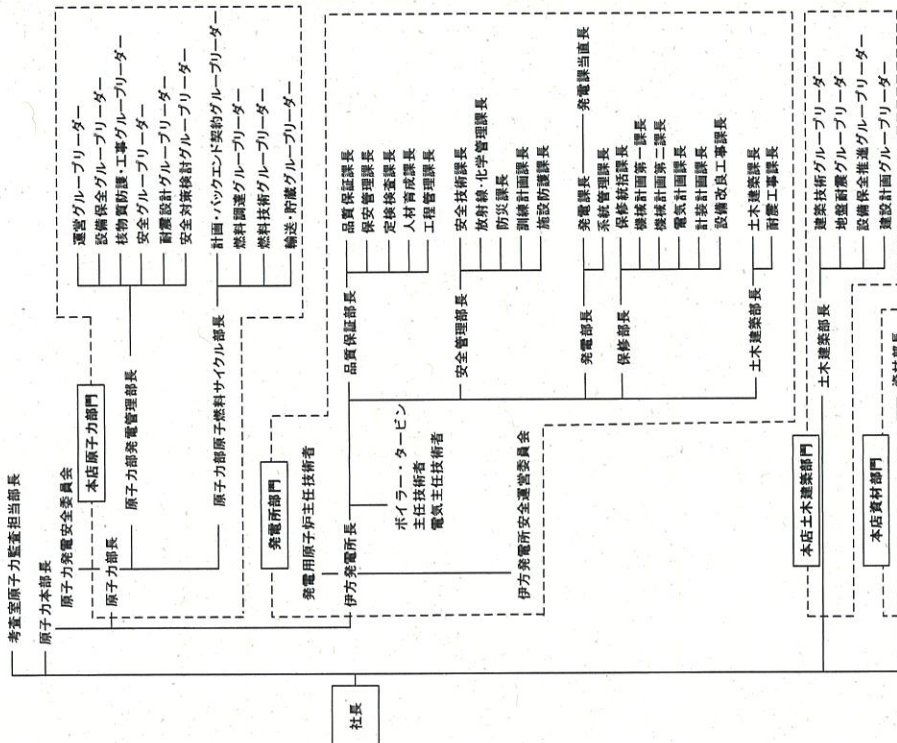 社長
考査室原子力監査担当部長
原子力本部長
原子力発電安全委員会
本店原子力部門
原子力部長
原子力部発電管理部長
運営グループリーダー
設備保全グループリーダー
核物質防護・工事グループリーダー
安全グループリーダー
耐震設計グループリーダー
安全対策検討グループリーダー
原子力部原子燃料サイクル部長
計画・バックエンド契約グループリーダー
燃料調達グループリーダー
燃料技術グループリーダー
輸送・貯蔵グループリーダー
発電所部門
発電用原子炉主任技術者
伊方発電所長
ボイラー・タービン
主任技術者
電気主任技術者
伊方発電所安全運営委員会
品質保証部長
品質保証課長
保安管理課長
定検検査課長
人材育成課長
工程管理課長
安全管理部長
安全技術課長
放射線・化学管理課長
防災課長
訓練計画課長
施設防護課長
発電部長
発電課長
発電課当直長
系統管理課長
保修部長
保修統括課長
機械計画第一課長
機械計画第二課長
電気計画課長
計装計画課長
設備改良工事課長
土木建築部長
土木建築課長
耐震工事課長
本店土木建築部門
土木建築部長
建築技術グループリーダー
地盤耐震グループリーダー
設備保全推進グループリーダー
建設計画グループリーダー
本店資材部門
資材部長